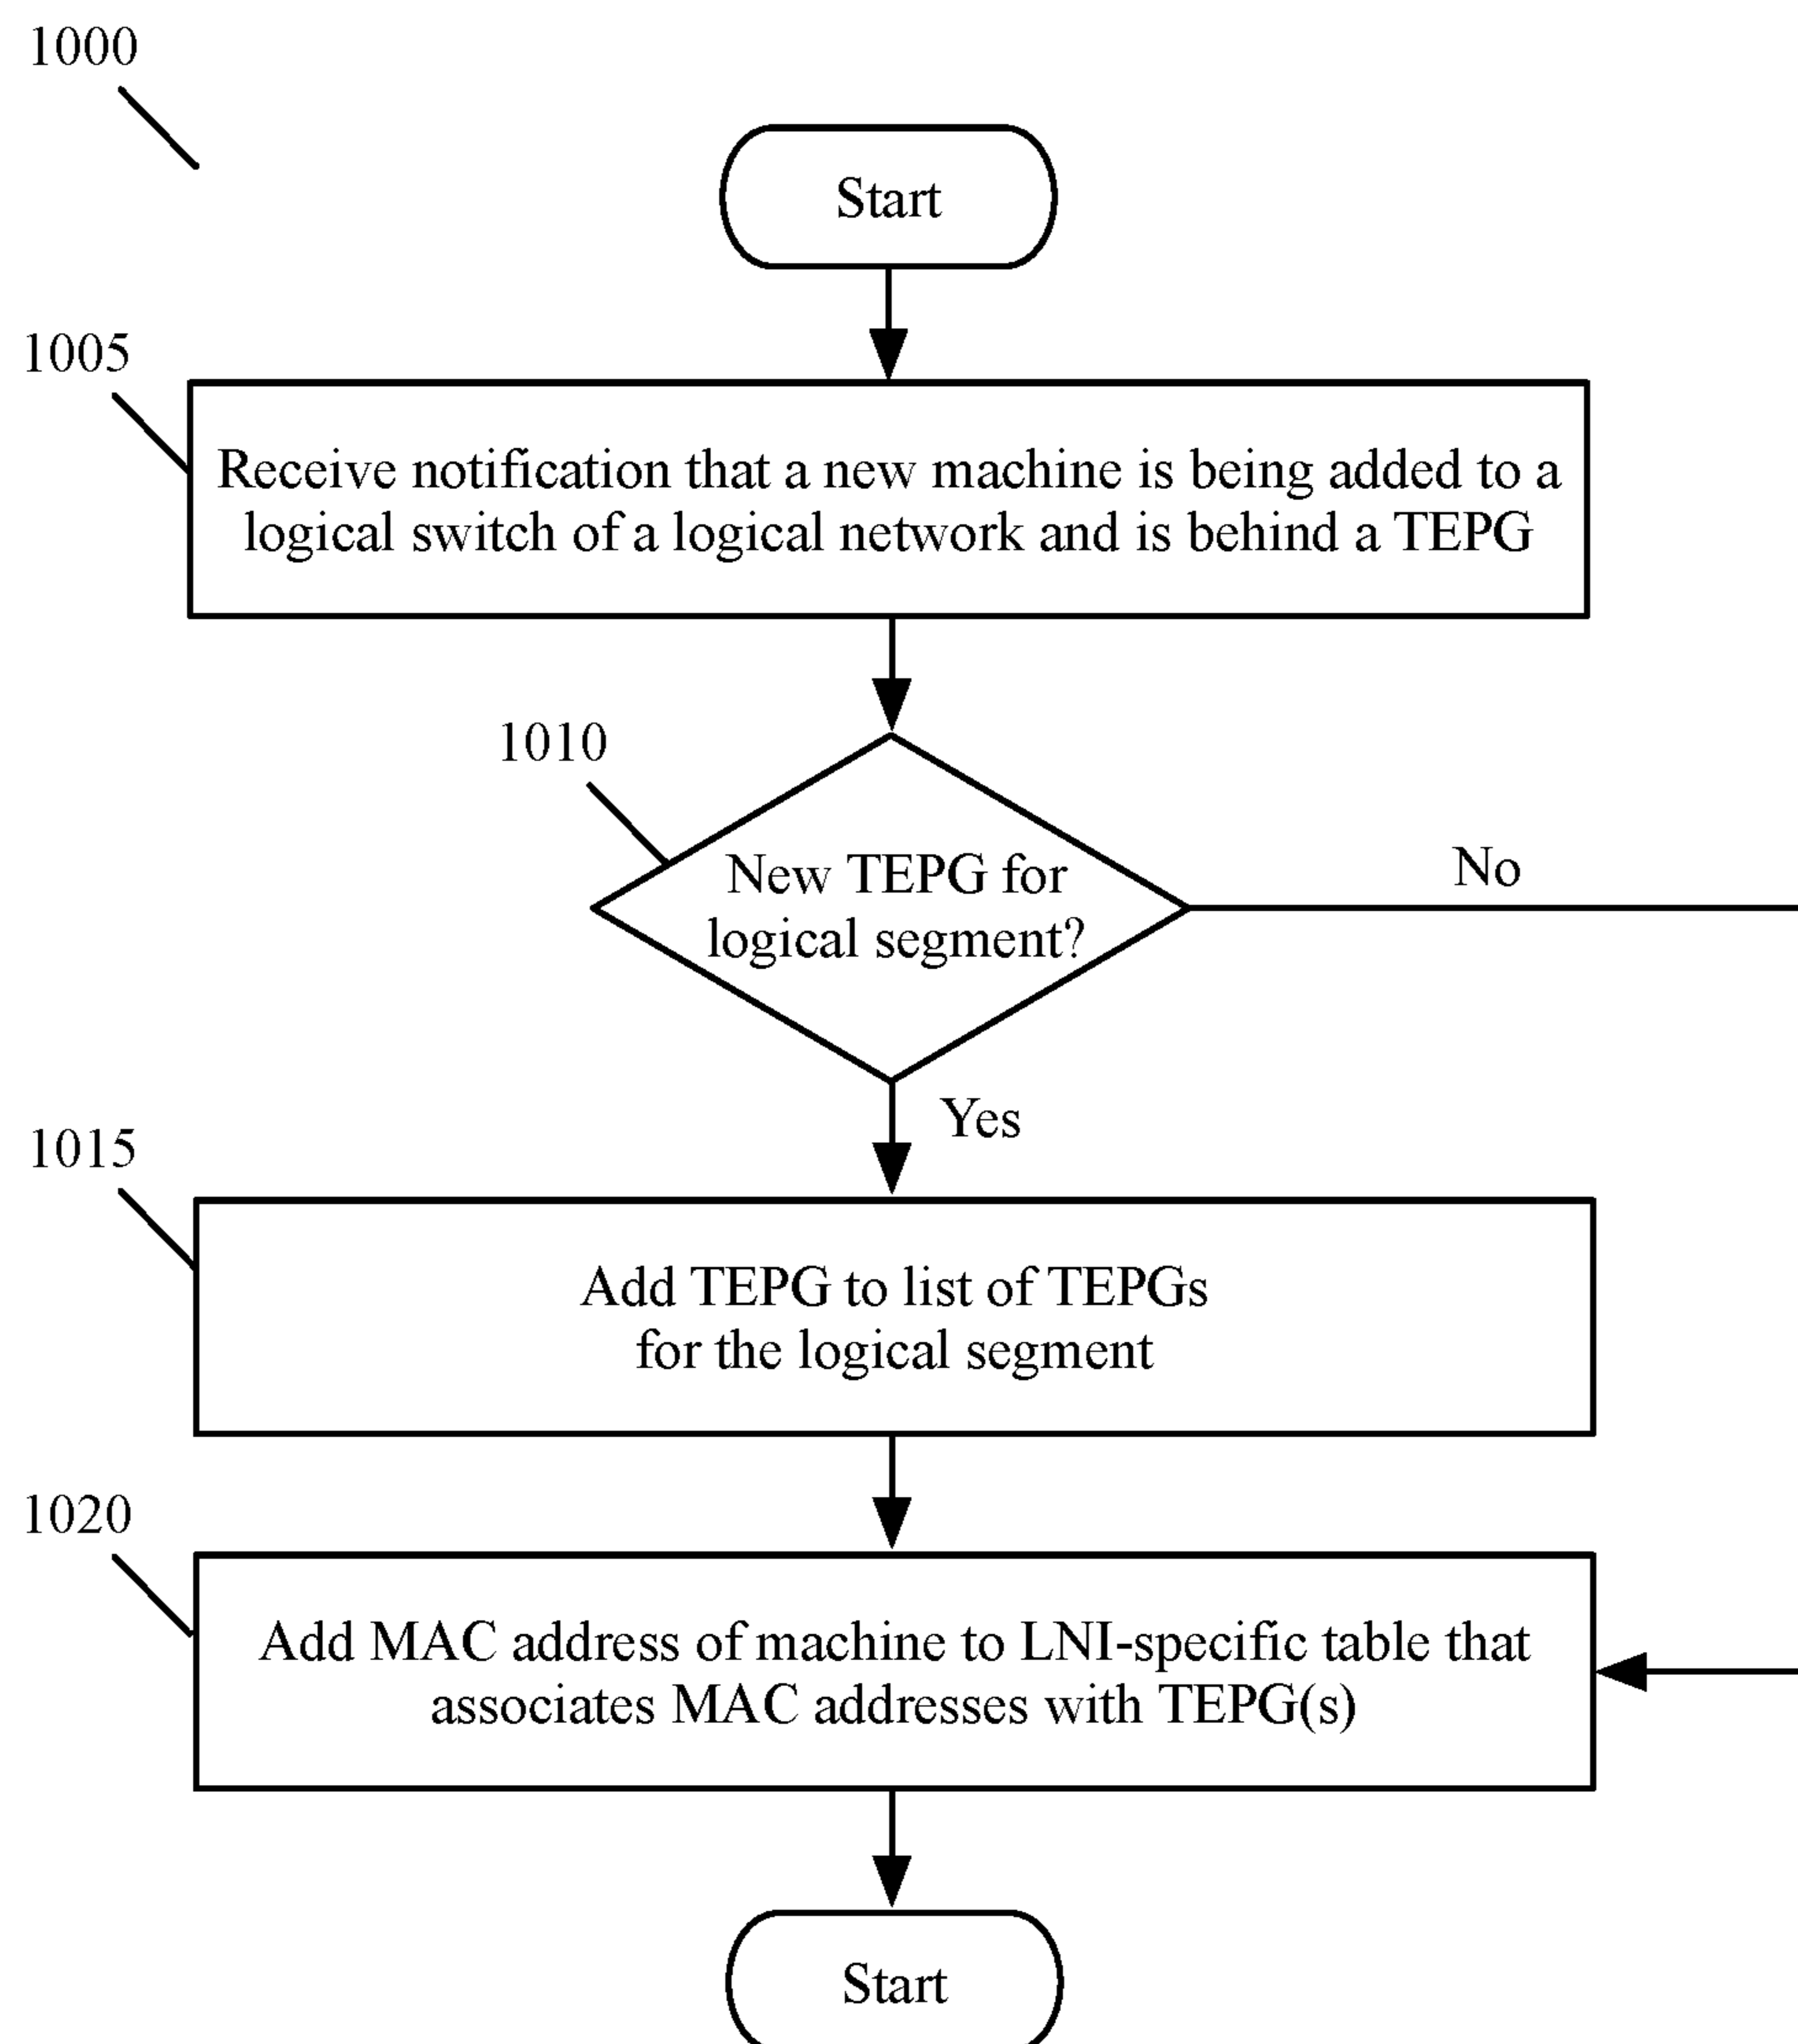 1000
Start
1005
Receive notification that a new machine is being added to a
logical switch of a logical network and is behind a TEPG
1010
New TEPG for
logical segment?
No
Yes
1015
Add TEPG to list of TEPGs
for the logical segment
1020
Add MAC address of machine to LNI-specific table that
associates MAC addresses with TEPG(s)
Start